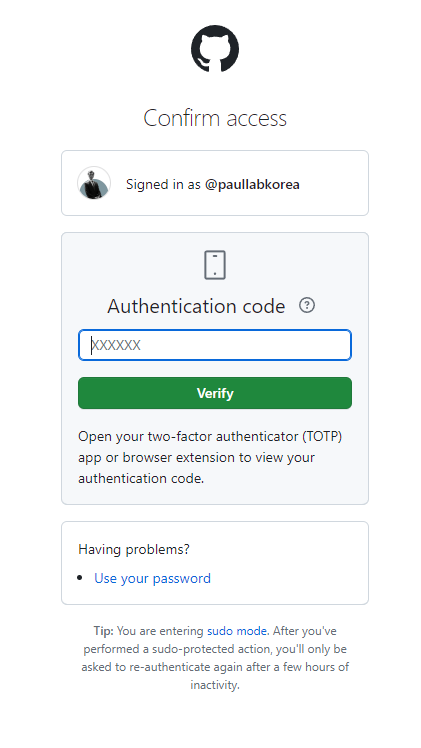 Confirm access
Signed in as @paullabkorea
Authentication code
XXXXXX
Verify
Open your two-factor authenticator (TOTP)
app or browser extension to view your
authentication code.
Having problems?
Use your password
Tip: You are entering sudo mode. After you've
performed a sudo-protected action, you'll only be
asked to re-authenticate again after a few hours of
inactivity.